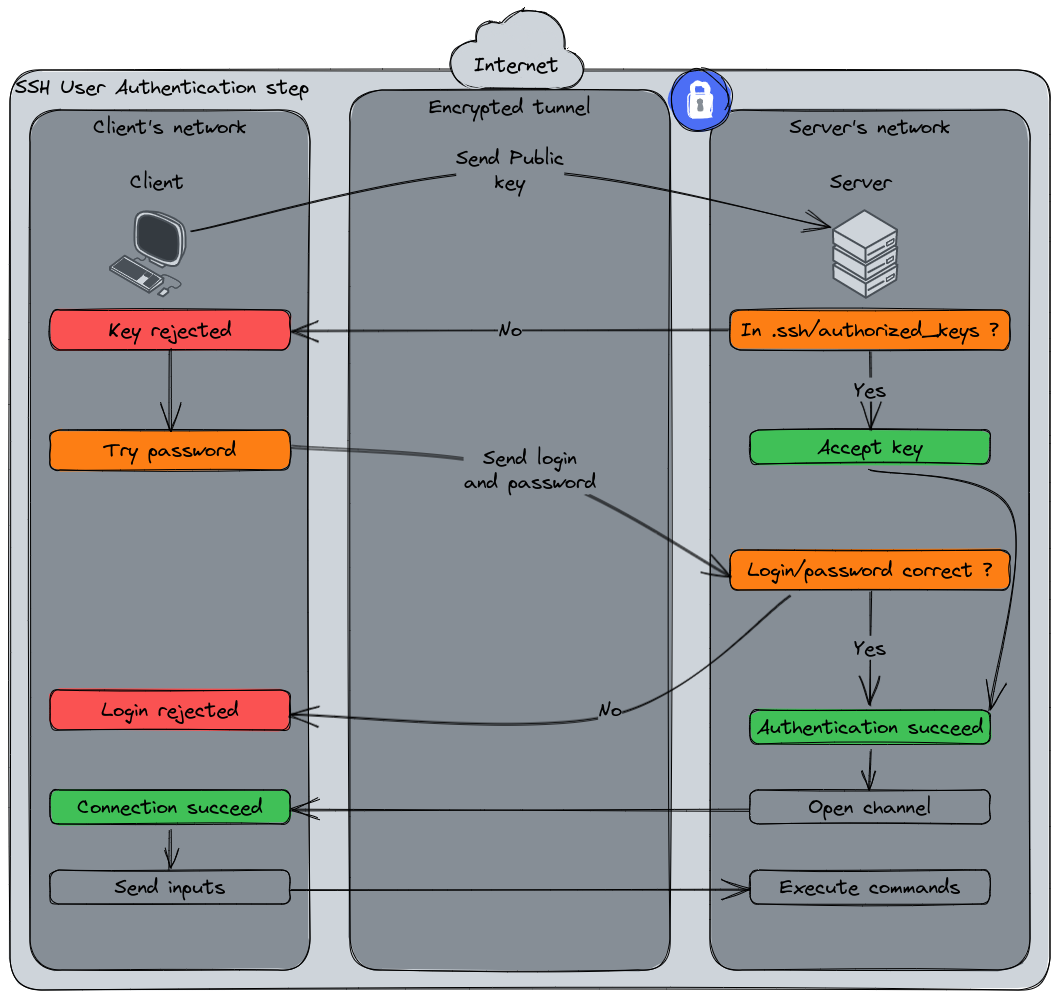 Internet
SSH User Authentication step
Encrypted tunnel
Client's network
Server's network
Send Public
key
Client
Server
Key rejected
No
In .ssh/authorized_keys ?
Yes
Try password
Accept key
Send login
and password
Login/password correct ?
Yes
Login rejected
No
Authentication succeed
Connection succeed
Open channel
Send inputs
Execute commands